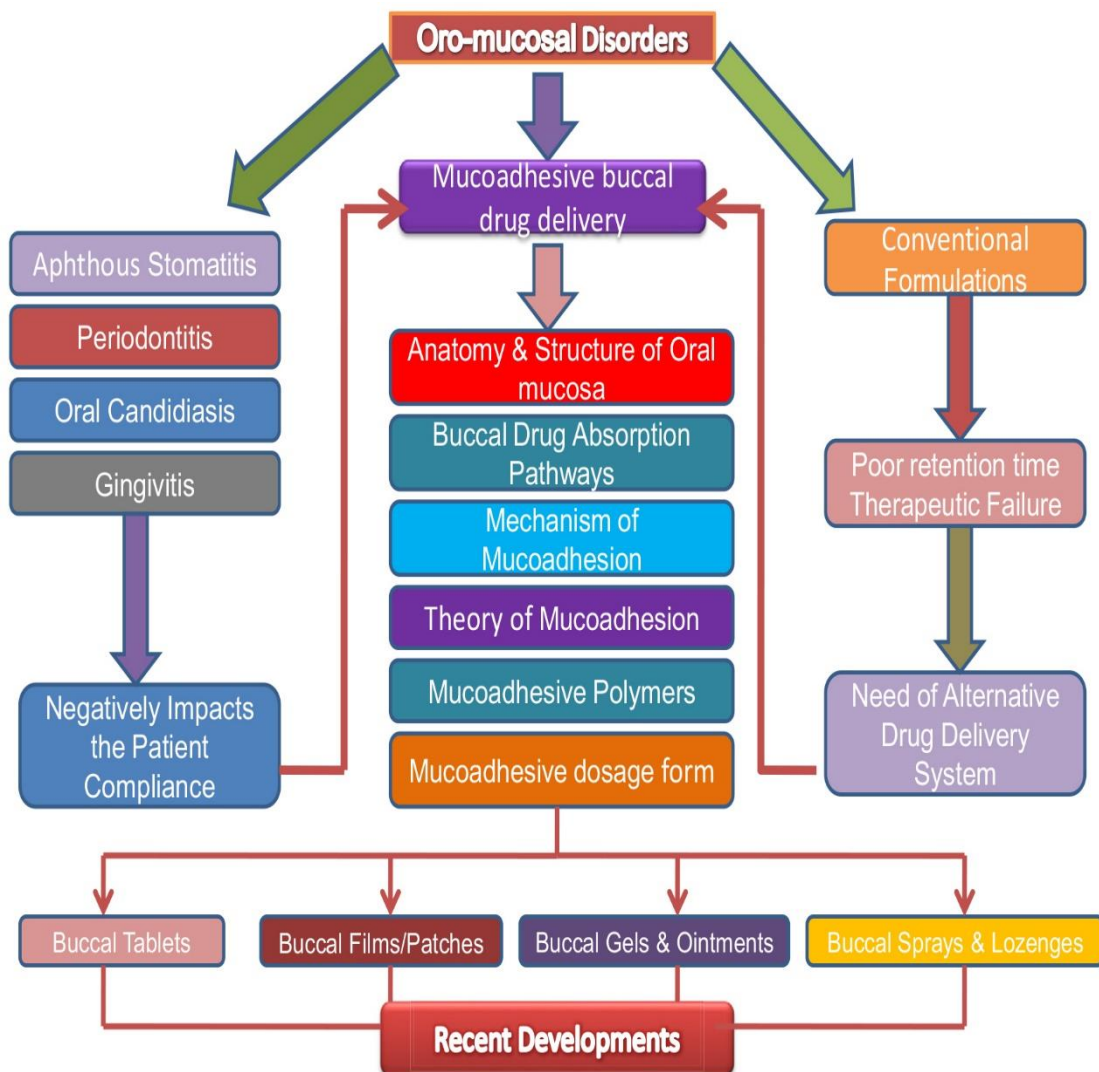 Oro-mucosal Disorders
Mucoadhesive buccal
drug delivery
Aphthous Stomatitis
Periodontitis
Oral Candidiasis
Gingivitis
Negatively Impacts
the Patient
Compliance
Anatomy & Structure of Oral
mucosa
Buccal Drug Absorption
Pathways
Mechanism of
Mucoadhesion
Theory of Mucoadhesion
Mucoadhesive Polymers
Mucoadhesive dosage form
Conventional
Formulations
Poor retention time
Therapeutic Failure
Need of Alternative
Drug Delivery
System
Buccal Tablets
Buccal Films/Patches
Buccal Gels & Ointments
Buccal Sprays & Lozenges
Recent Developments